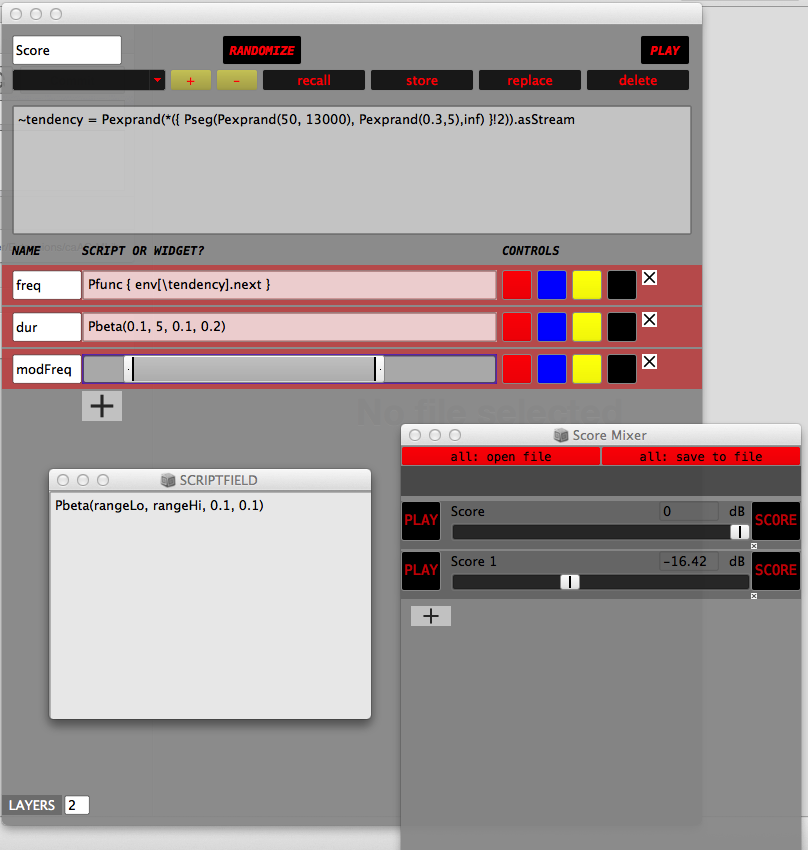 Score
RANDOMIZE
PLAY
+
-
recall
store
replace
delete
~tendency = Pexprand(*({ Pseg(Pexprand(50, 13000), Pexprand(0.3,5),inf) }!2)).asStream
NAME
SCRIPT OR WIDGET?
CONTROLS
freq
Pfunc { env[\tendency].next }
dur
Pbeta(0.1, 5, 0.1, 0.2)
modFreq
+
No file selected
SCRIPTFIELD
Pbeta(rangeLo, rangeHi, 0.1, 0.1)
Score Mixer
all: open file
all: save to file
PLAY
Score
0
dB
SCORE
PLAY
Score 1
-16.42
dB
SCORE
+
LAYERS
2